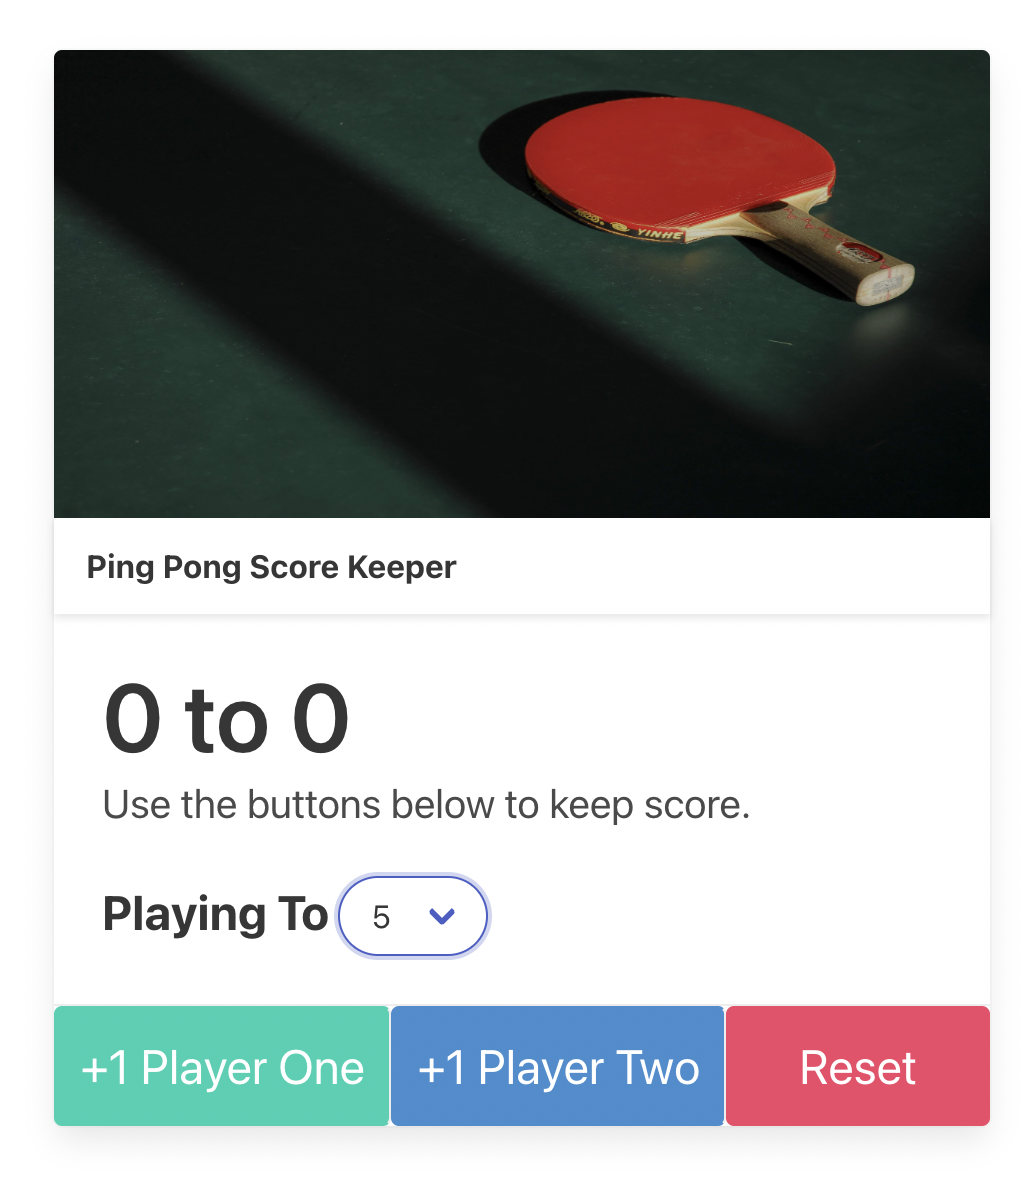 YINHE
Ping Pong Score Keeper
0 to 0
Use the buttons below to keep score.
Playing To 5
+1 Player One +1 Player Two Reset